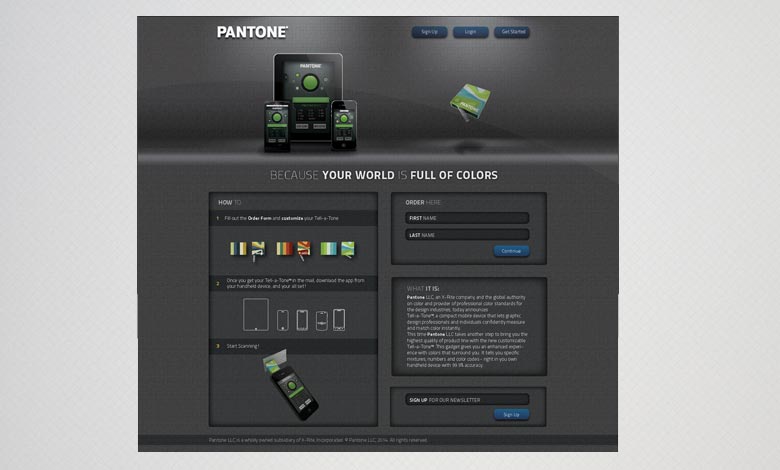 PANTONE
Sign Up
Login
Get Started
PANTONE
BECAUSE YOUR WORLD IS FULL OF COLORS
HOW TO
1 Fill out the Order Form and customize your Tell-a-Tone
2 Once you get your Tell-a-Tone™ in the mail, download the app from
your handheld device, and your all set!
3 Start Scanning!
ORDER HERE
FIRST NAME
LAST NAME
Continue
WHAT IT IS:
Pantone LLC, an X-Rite company, and the global authority
on color and provider of professional color standards for
the design industries, today announces
Tell-a-Tone™ a compact mobile device that lets graphic
design professionals and individuals confidently measure
and match color instantly.
This time Pantone LLC takes another step to bring you the
highest quality of product line with the new customizable
Tell-a-Tone™. This gadget gives you an enhanced experi-
ence with colors that surround you. It tells you specific
mixtures, numbers and color codes - right in you own
handheld device with 99.9% accuracy.
SIGN UP FOR OUR NEWSLETTER
Sign Up
Pantone LLC is a wholly owned subsidiary of X-Rite, Incorporated. © Pantone LLC, 2014. All rights reserved.